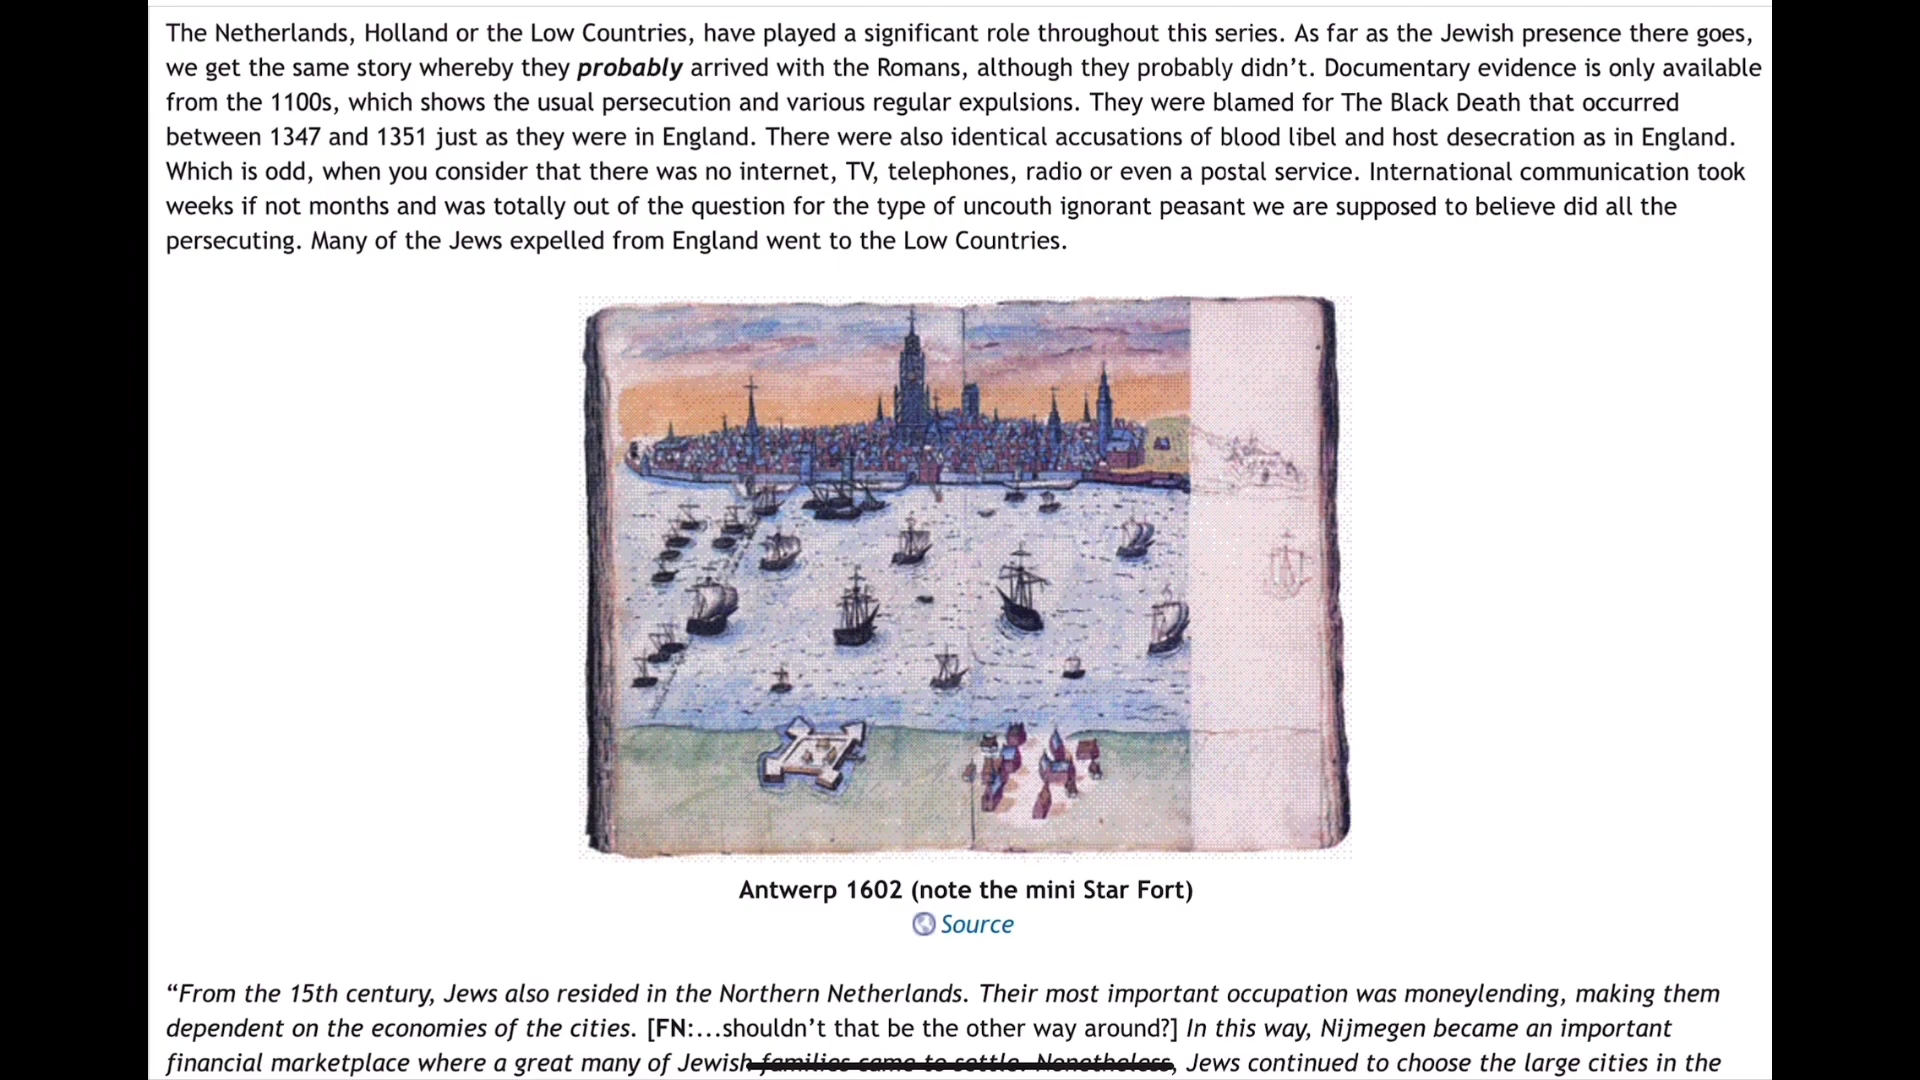 The Netherlands, Holland or the Low Countries, have played a significant role throughout this series. As far as the Jewish presence there goes,
we get the same story whereby they probably arrived with the Romans, although they probably didn’t. Documentary evidence is only available
from the 1100s, which shows the usual persecution and various regular expulsions. They were blamed for The Black Death that occurred
between 1347 and 1351 just as they were in England. There were also identical accusations of blood libel and host desecration as in England.
Which is odd, when you consider that there was no internet, TV, telephones, radio or even a postal service. International communication took
weeks if not months and was totally out of the question for the type of uncouth ignorant peasant we are supposed to believe did all the
persecuting. Many of the Jews expelled from England went to the Low Countries.
Antwerp 1602 (note the mini Star Fort)
Source
“From the 15th century, Jews also resided in the Northern Netherlands. Their most important occupation was moneylending, making them
dependent on the economies of the cities. [FN:...shouldn’t that be the other way around?] In this way, Nijmegen became an important
financial marketplace where a great many of Jewish families came to settle. Nonetheless, Jews continued to choose the large cities in the